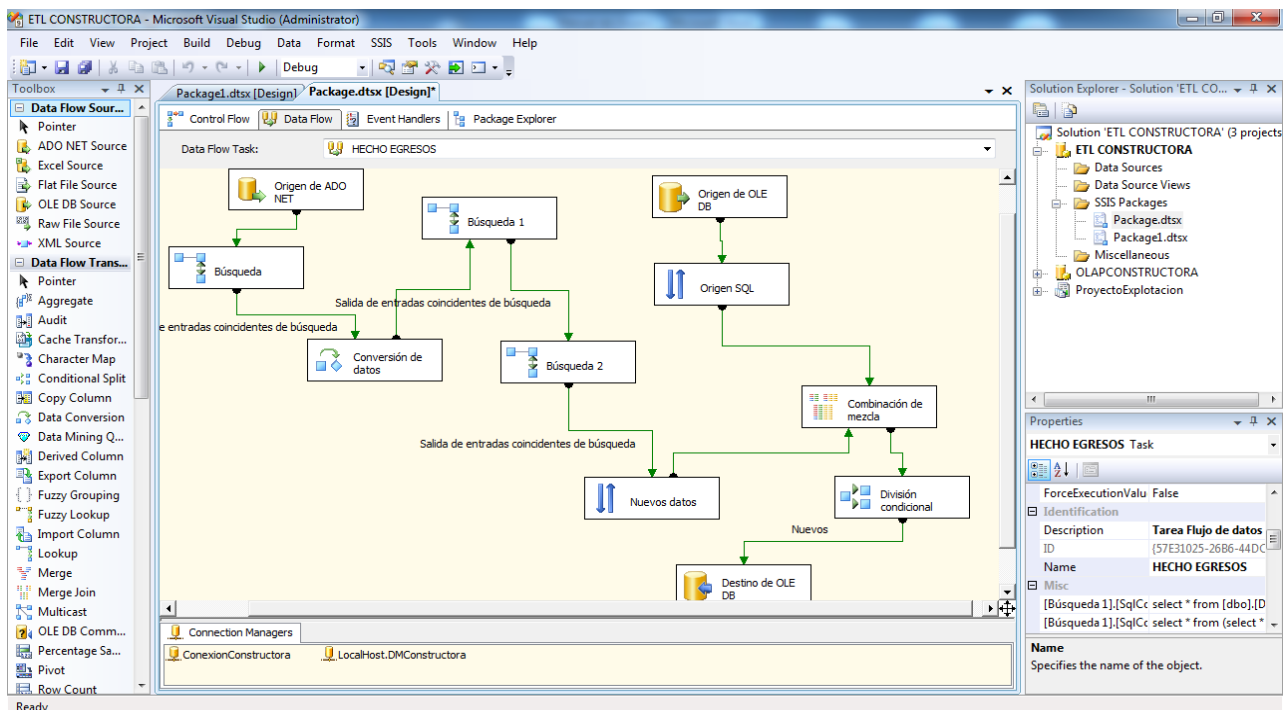 ETL CONSTRUCTORA - Microsoft Visual Studio (Administrator)
File Edit View Project Build Debug Data Format SSIS Tools Window Help
Debug
Toolbox
Data Flow Sour...
Pointer
ADO NET Source
Excel Source
Flat File Source
OLE DB Source
Raw File Source
XML Source
Data Flow Trans...
Pointer
Aggregate
Audit
Cache Transfor...
Character Map
Conditional Split
Copy Column
Data Conversion
Data Mining Q...
Derived Column
Export Column
Fuzzy Grouping
Fuzzy Lookup
Import Column
Lookup
Merge
Merge Join
Multicast
OLE DB Comm...
Percentage Sa...
Pivot
Row Count
Package1.dtsx [Design] Package.dtsx [Design]*
Control Flow Data Flow Event Handlers Package Explorer
Data Flow Task: HECHO EGRESOS
Origen de ADO
NET
Búsqueda
Búsqueda 1
Salida de entradas coincidentes de búsqueda
e entradas coincidentes de búsqueda
Conversión de
datos
Búsqueda 2
Salida de entradas coincidentes de búsqueda
Nuevos datos
Origen de OLE
DB
Origen SQL
Combinación de
mezcla
División
condicional
Nuevos
Destino de OLE
DB
Connection Managers
ConexionConstructora LocalHost.DMConstructora
Solution Explorer - Solution 'ETL CO...
Solution 'ETL CONSTRUCTORA' (3 projects
ETL CONSTRUCTORA
Data Sources
Data Source Views
SSIS Packages
Package.dtsx
Package1.dtsx
Miscellaneous
OLAPCONSTRUCTORA
ProyectoExplotacion
Properties
HECHO EGRESOS Task
ForceExecutionValu False
Identification
Description Tarea Flujo de datos
ID {57E31025-26B6-44DC
Name HECHO EGRESOS
Misc
[Búsqueda 1].[SqlCc select * from [dbo].[D
[Búsqueda 1].[SqlCc select * from (select *
Name
Specifies the name of the object.
Ready